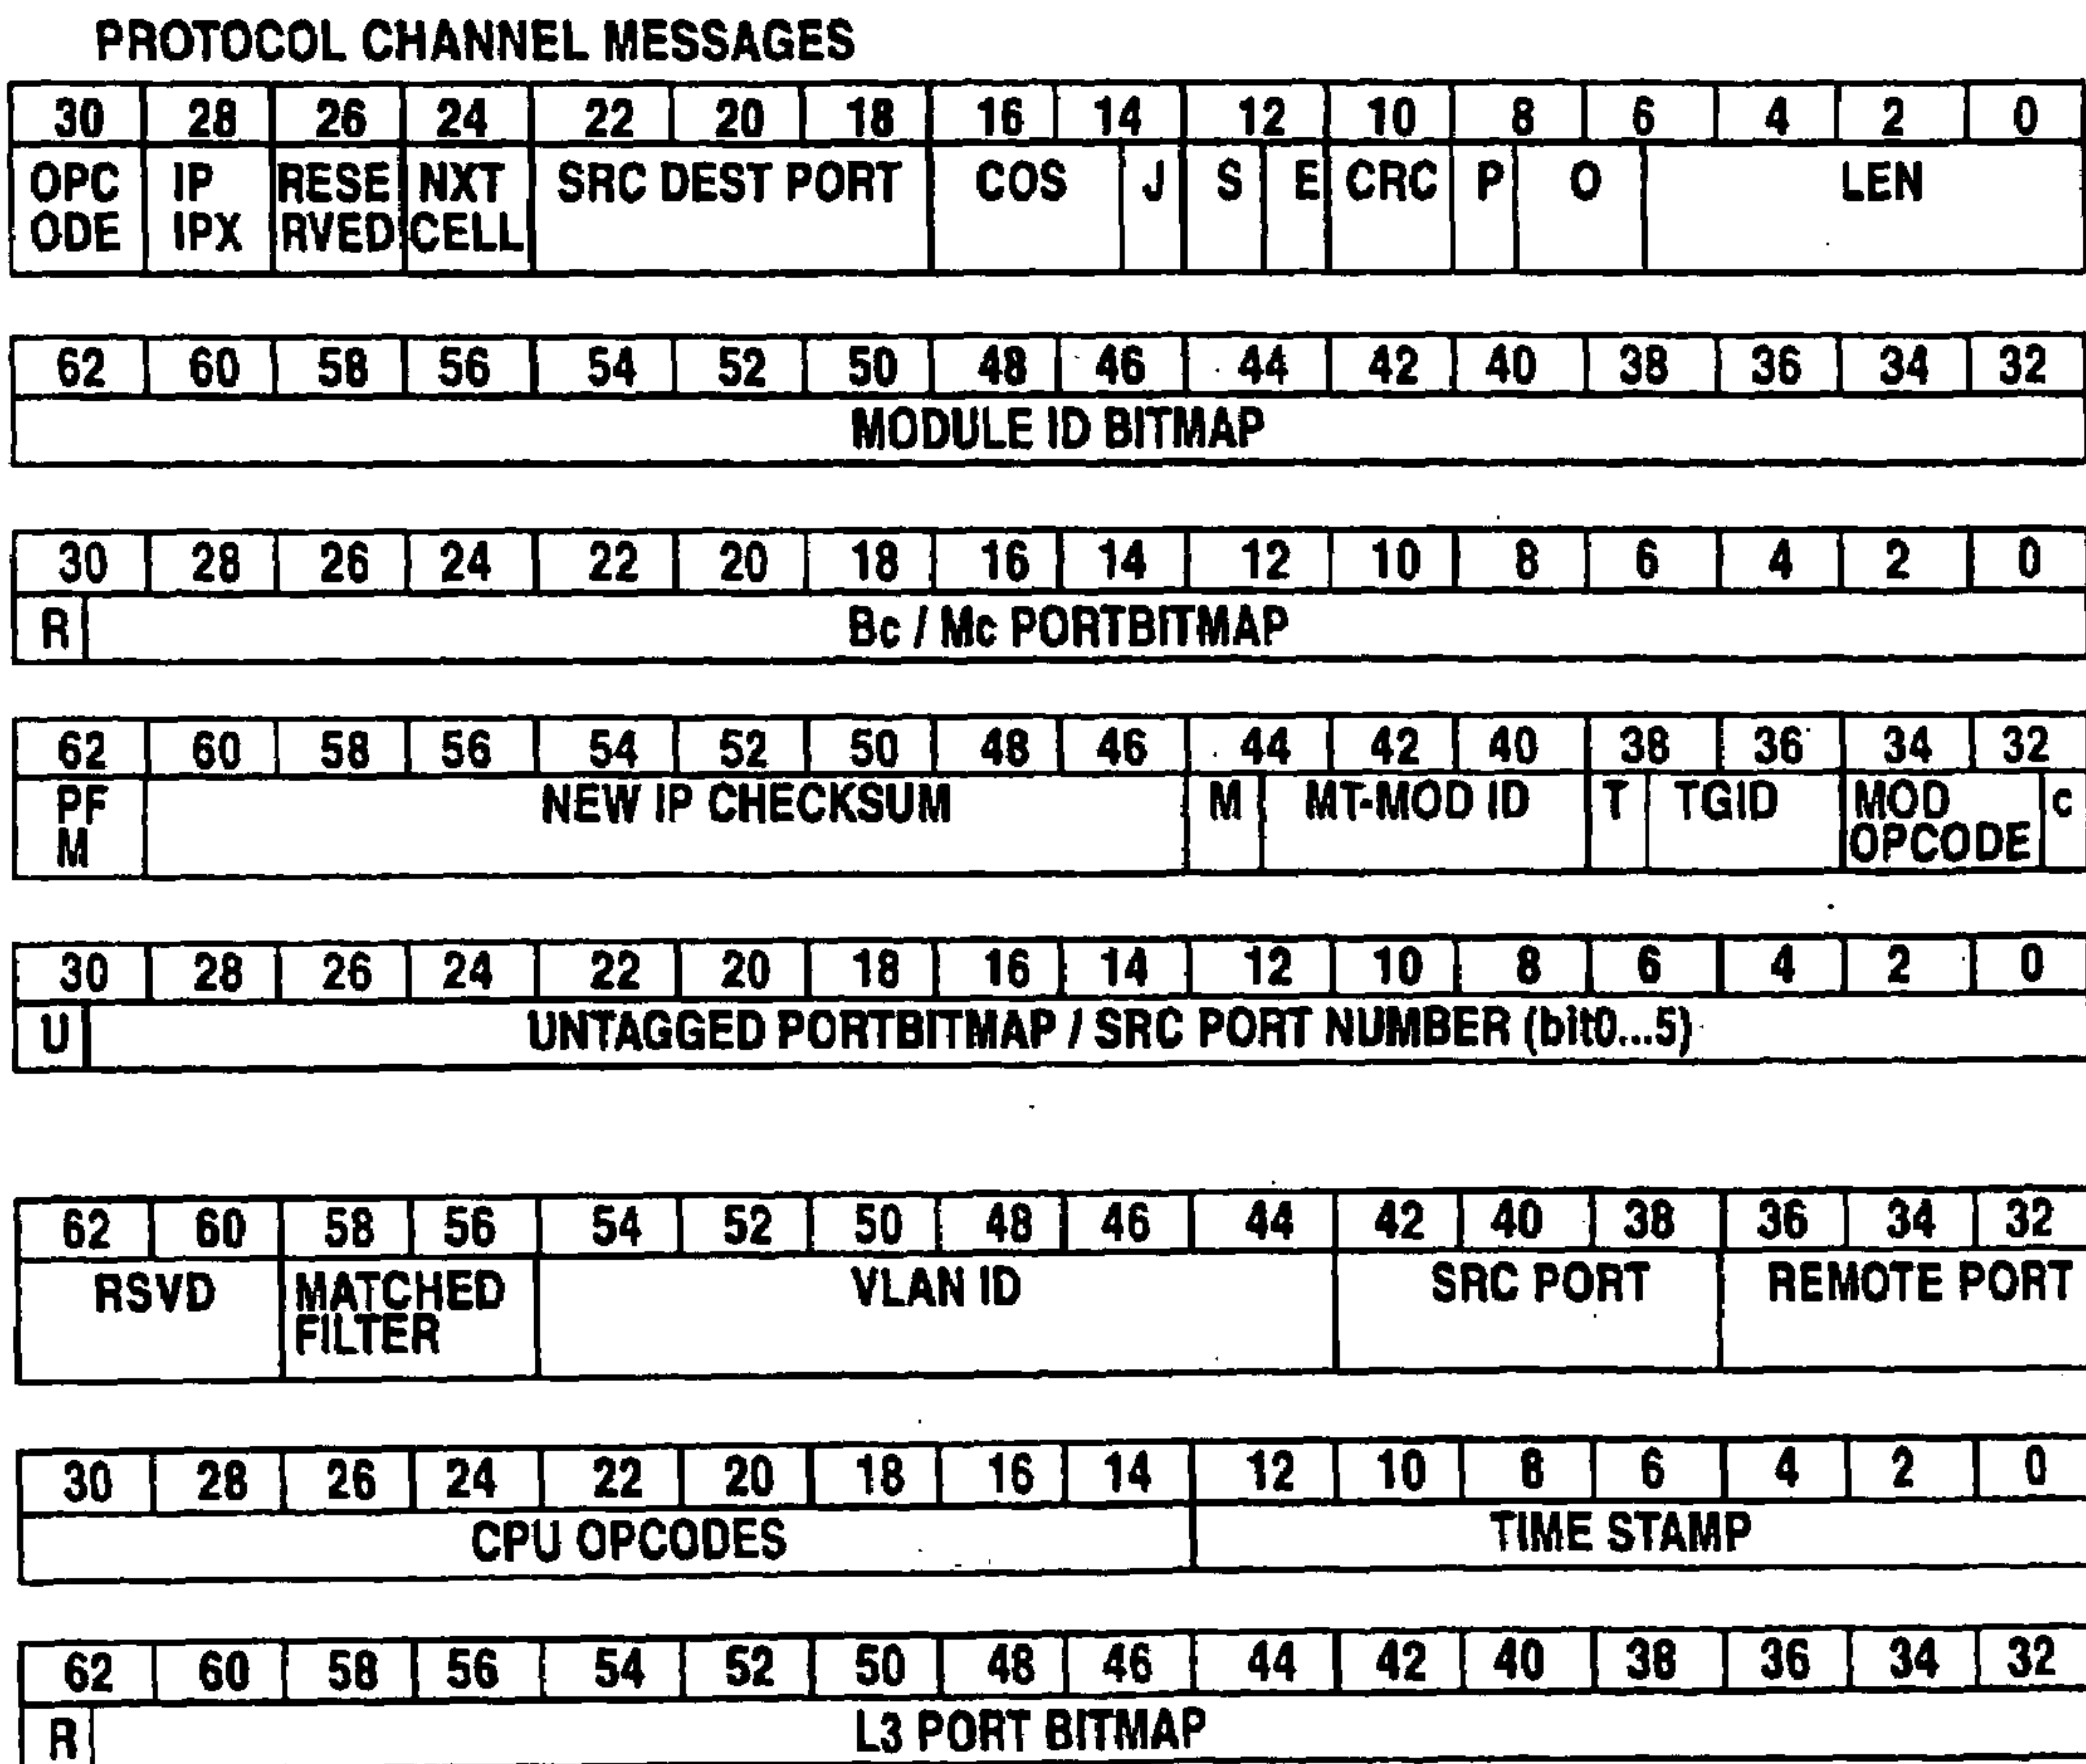 PROTOCOL CHANNEL MESSAGES
30 28 26 24 22 20 18 16 14 12 10 8 6 4 2 0
OPC IP RESE NXT SRC DEST PORT COS J S E CRC P O LEN
ODE IPX RVED CELL
62 60 58 56 54 52 50 48 46 44 42 40 38 36 34 32
MODULE ID BITMAP
30 28 26 24 22 20 18 16 14 12 10 8 6 4 2 0
R Bc / Mc PORTBITMAP
62 60 58 56 54 52 50 48 46 44 42 40 38 36 34 32
PF NEW IP CHECKSUM M MT-MOD ID T TGID MOD c
M OPCODE
30 28 26 24 22 20 18 16 14 12 10 8 6 4 2 0
U UNTAGGED PORTBITMAP / SRC PORT NUMBER (bit0...5)
62 60 58 56 54 52 50 48 46 44 42 40 38 36 34 32
RSVD MATCHED VLAN ID SRC PORT REMOTE PORT
FILTER
30 28 26 24 22 20 18 16 14 12 10 8 6 4 2 0
CPU OPCODES TIME STAMP
62 60 58 56 54 52 50 48 46 44 42 40 38 36 34 32
R L3 PORT BITMAP